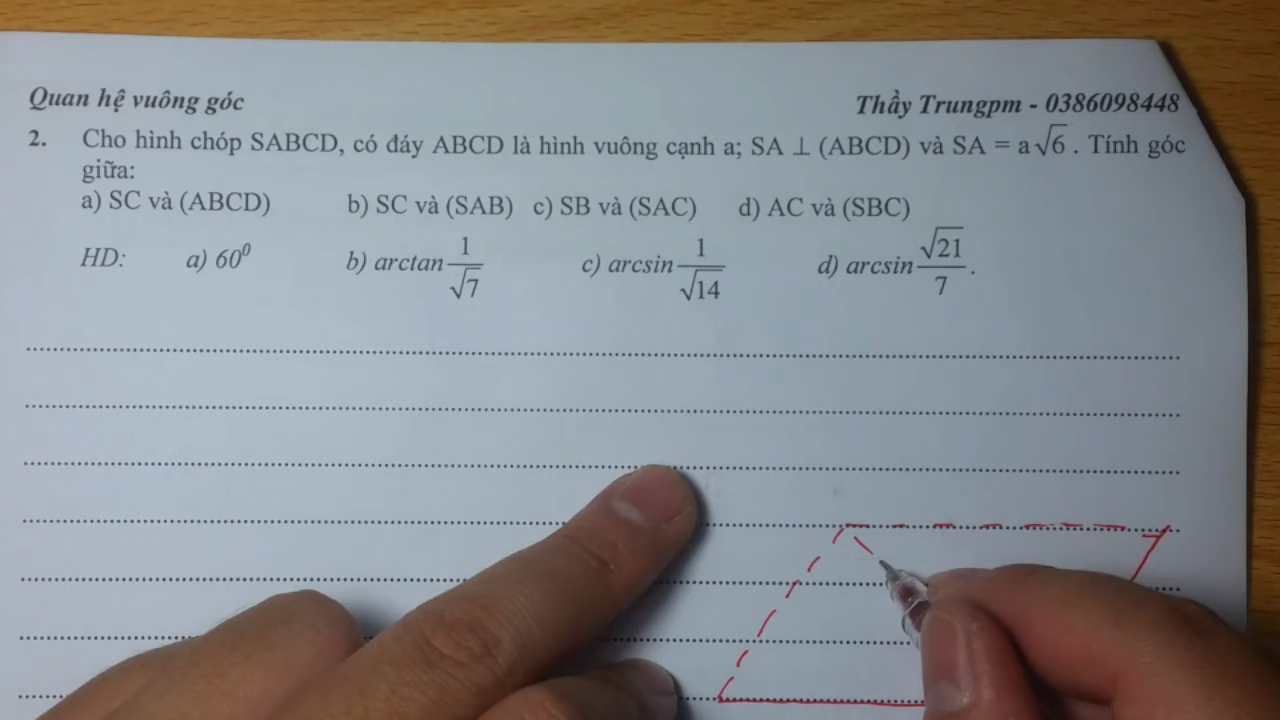 Quan hệ vuông góc Thầy Trungpm - 0386098448
2. Cho hình chóp SABCD, có đáy ABCD là hình vuông cạnh a; SA ⊥ (ABCD) và SA = a√6 . Tính góc
giữa:
a) SC và (ABCD) b) SC và (SAB) c) SB và (SAC) d) AC và (SBC)
HD: a) 60⁰ b) arctan 1/√7 c) arcsin 1/√14 d) arcsin √21/7 .